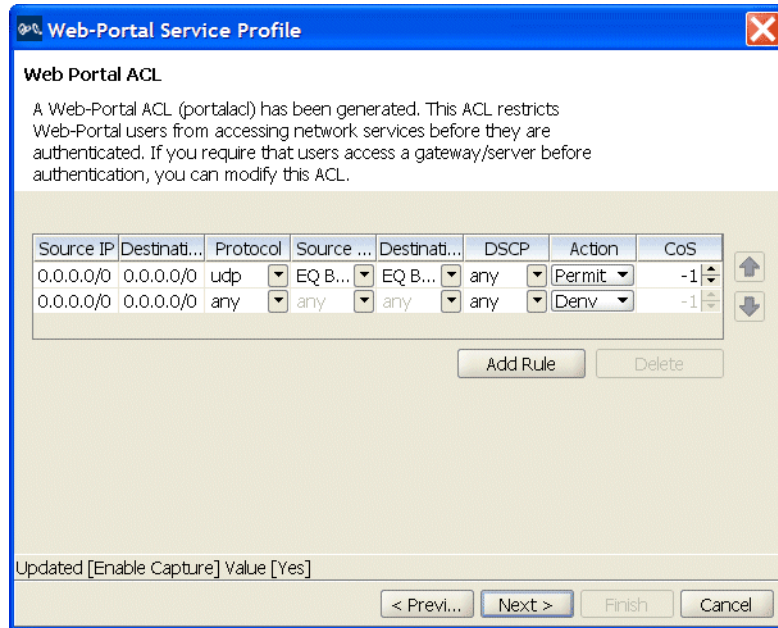 Web-Portal Service Profile
Web Portal ACL
A Web-Portal ACL (portalacl) has been generated. This ACL restricts
Web-Portal users from accessing network services before they are
authenticated. If you require that users access a gateway/server before
authentication, you can modify this ACL.
Source IP Destinati... Protocol Source ... Destinati... DSCP Action CoS
0.0.0.0/0 0.0.0.0/0 udp EQ B... EQ B... any Permit -1
0.0.0.0/0 0.0.0.0/0 any any any any Deny -1
Add Rule Delete
Updated [Enable Capture] Value [Yes]
< Previ... Next > Finish Cancel